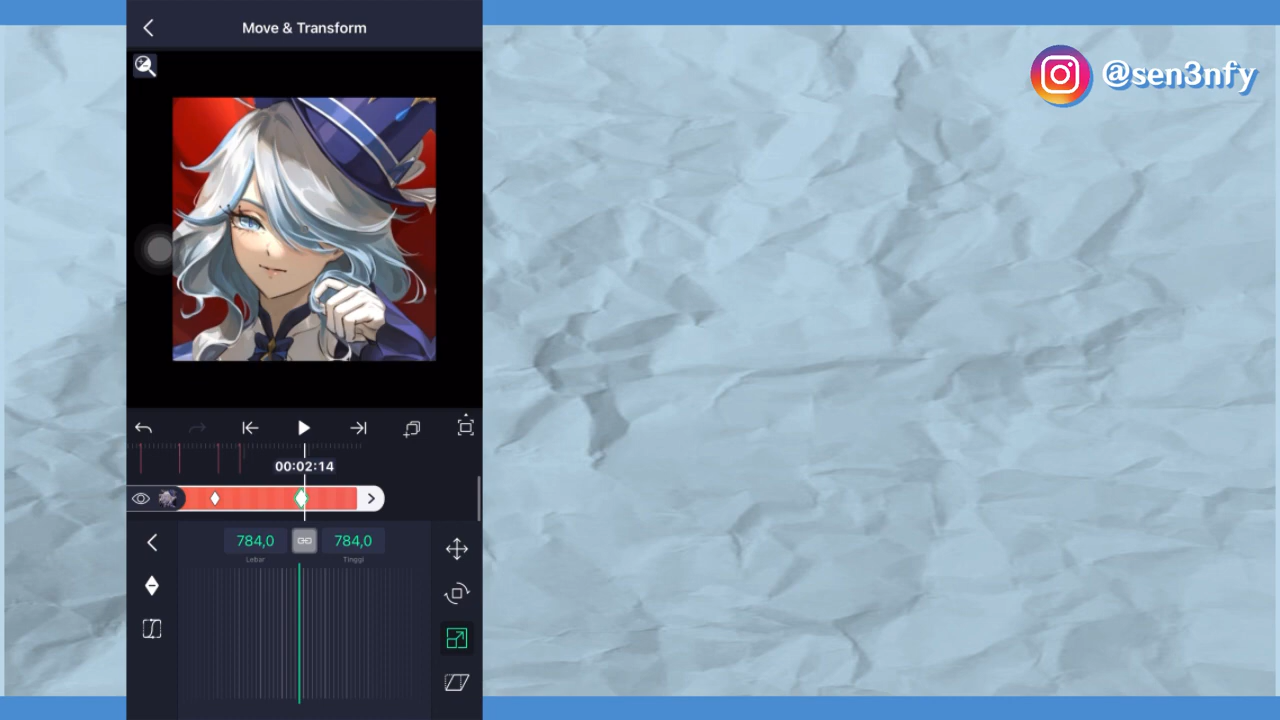 Move & Transform
@sen3nfy
00:02:14
784,0 784,0
Lebar Tinggi